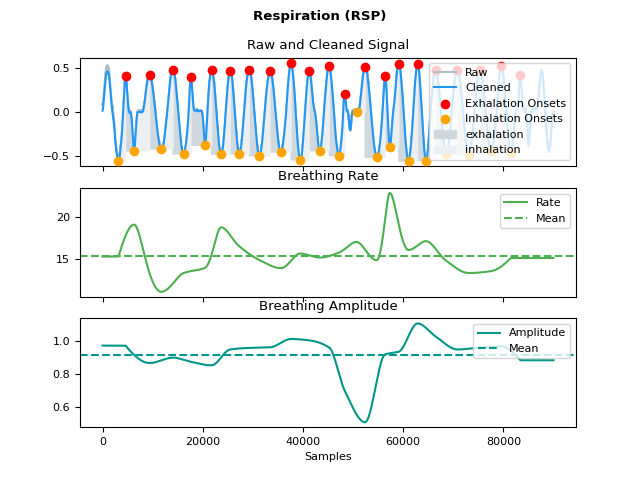 Respiration (RSP)
Raw and Cleaned Signal
0.5
0.0
−0.5
Raw
Cleaned
Exhalation Onsets
Inhalation Onsets
exhalation
inhalation
Breathing Rate
20
15
Rate
Mean
Breathing Amplitude
1.0
0.8
0.6
Amplitude
Mean
0 20000 40000 60000 80000
Samples